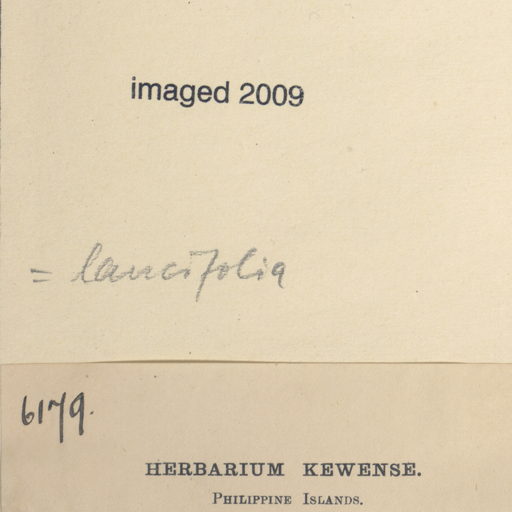 imaged 2009
= lancifolia
6179.
HERBARIUM KEWENSE.
PHILIPPINE ISLANDS.